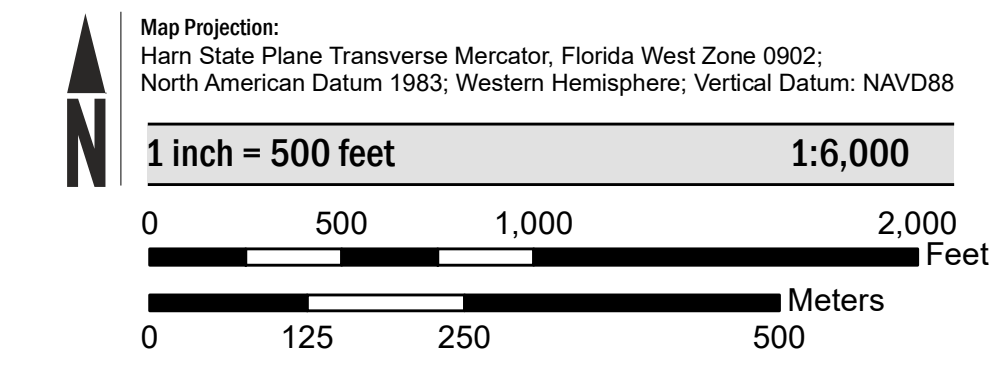 N
Map Projection:
Harn State Plane Transverse Mercator, Florida West Zone 0902;
North American Datum 1983; Western Hemisphere; Vertical Datum: NAVD88
1 inch = 500 feet 1:6,000
0 500 1,000 2,000
Feet
Meters
0 125 250 500